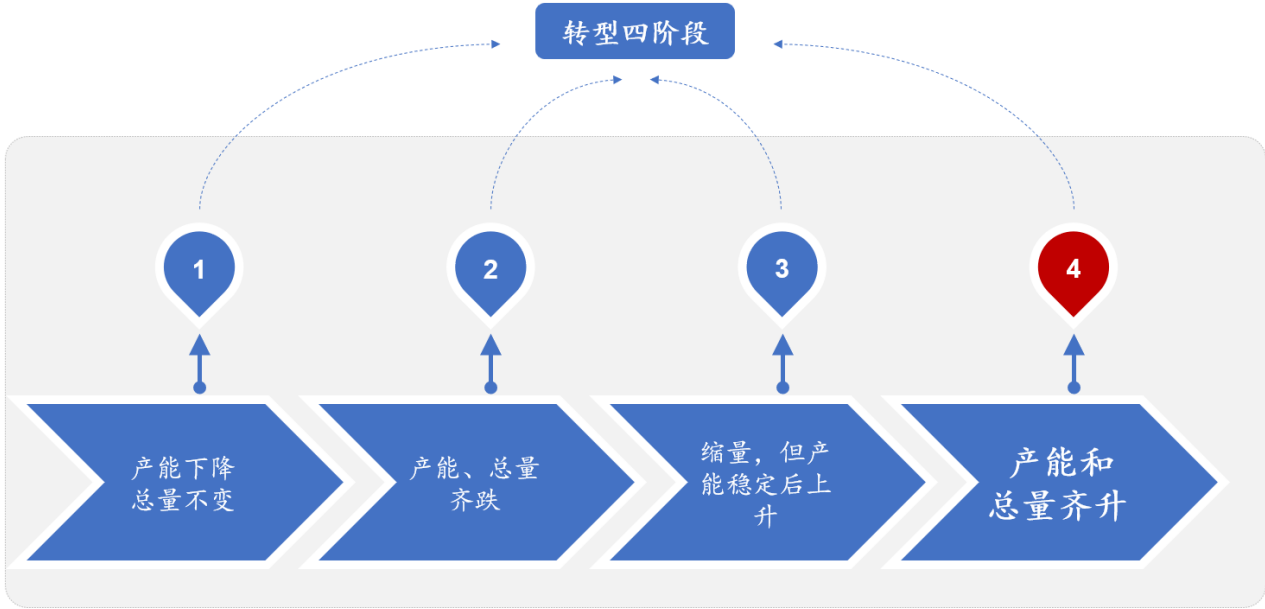 转型四阶段
1
2
3
4
产能下降
总量不变
产能、总量
齐跌
缩量，但产
能稳定后上
升
产能和
总量齐升